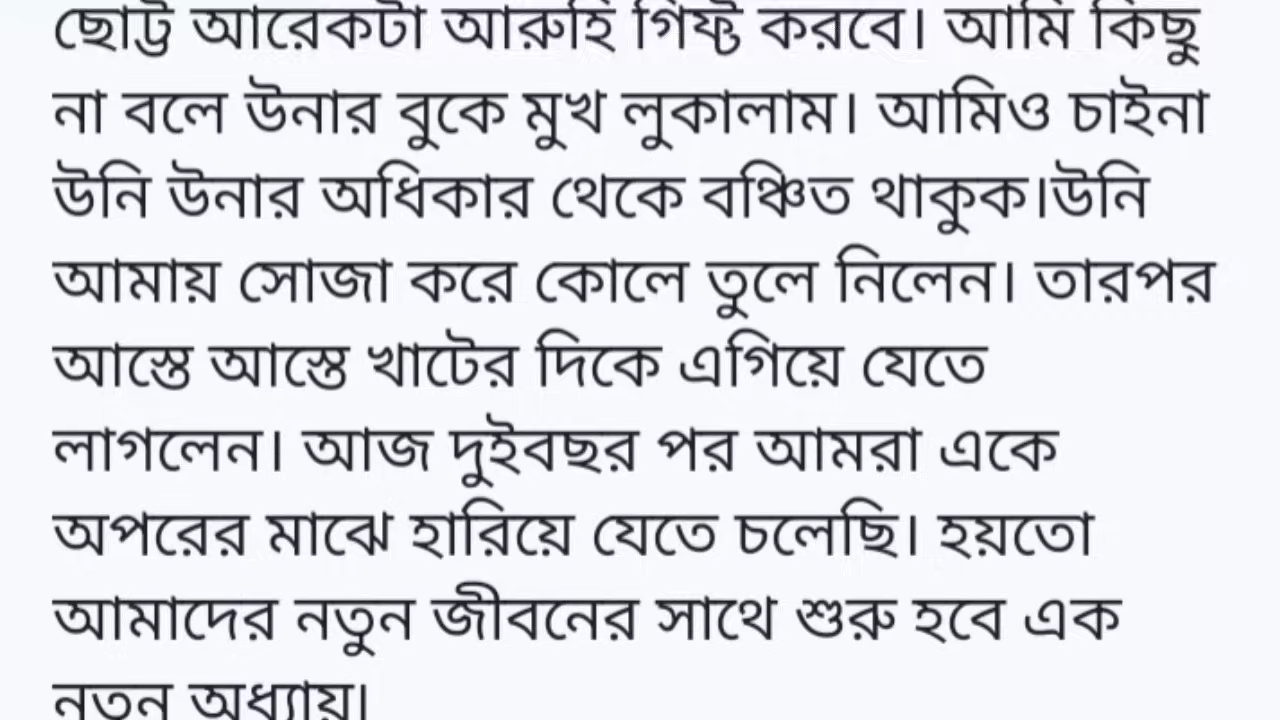 ছোট্ট আরেকটা আরুহি গিফ্ট করবে। আমি কিছু
না বলে উনার বুকে মুখ লুকালাম। আমিও চাইনা
উনি উনার অধিকার থেকে বঞ্চিত থাকুক।উনি
আমায় সোজা করে কোলে তুলে নিলেন। তারপর
আস্তে আস্তে খাটের দিকে এগিয়ে যেতে
লাগলেন। আজ দুইবছর পর আমরা একে
অপরের মাঝে হারিয়ে যেতে চলেছি। হয়তো
আমাদের নতুন জীবনের সাথে শুরু হবে এক
নতুন অধ্যায়।